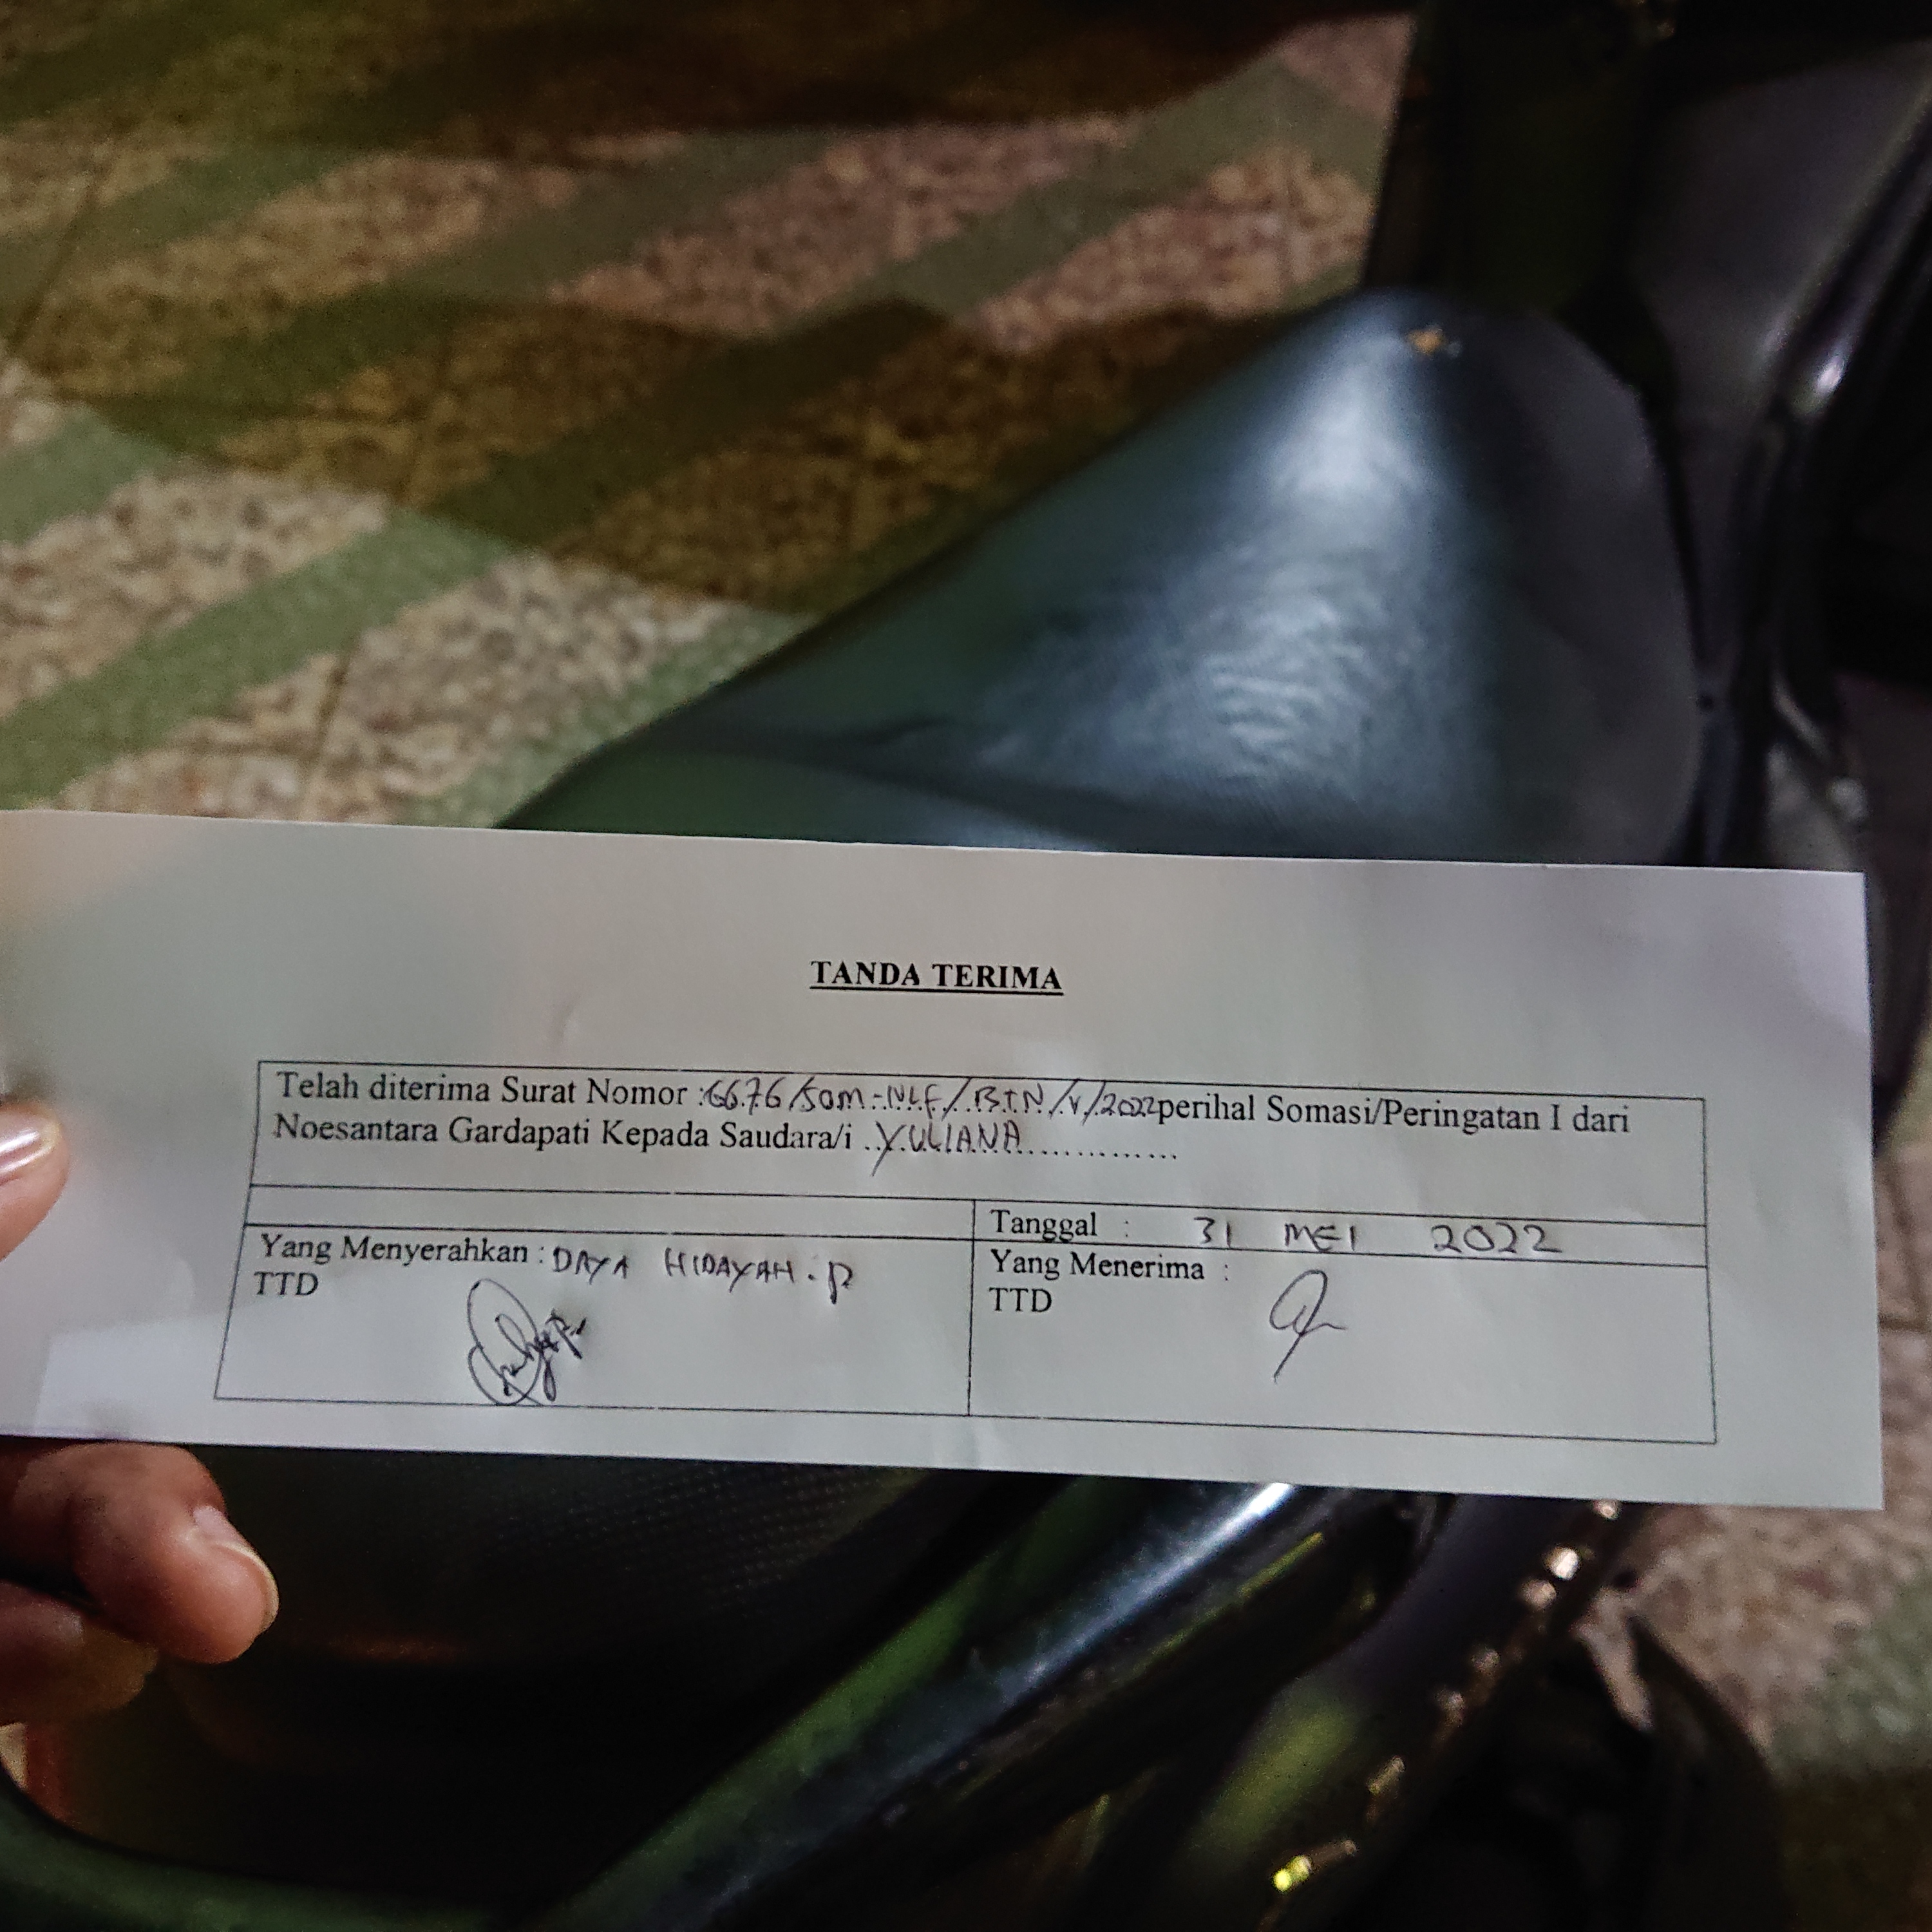 TANDA TERIMA
Telah diterima Surat Nomor :6676/SOM-NLF/BTN/V/2022 perihal Somasi/Peringatan I dari
Noesantara Gardapati Kepada Saudara/i ..YULIANA.............
Tanggal : 31 MEI 2022
Yang Menyerahkan : DAYA HIDAYAH. P
TTD
Yang Menerima :
TTD